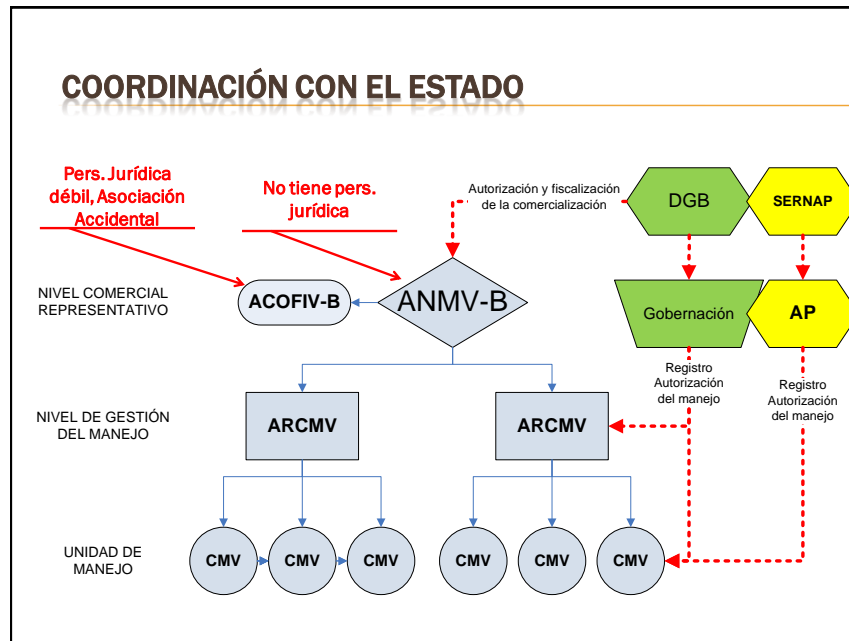 COORDINACIÓN CON EL ESTADO
Pers. Jurídica
débil, Asociación
Accidental
No tiene pers.
jurídica
Autorización y fiscalización
de la comercialización
DGB
SERNAP
NIVEL COMERCIAL
REPRESENTATIVO
ACOFIV-B
ANMV-B
Gobernación
AP
Registro
Autorización
del manejo
Registro
Autorización
del manejo
NIVEL DE GESTIÓN
DEL MANEJO
ARCMV
ARCMV
UNIDAD DE
MANEJO
CMV
CMV
CMV
CMV
CMV
CMV